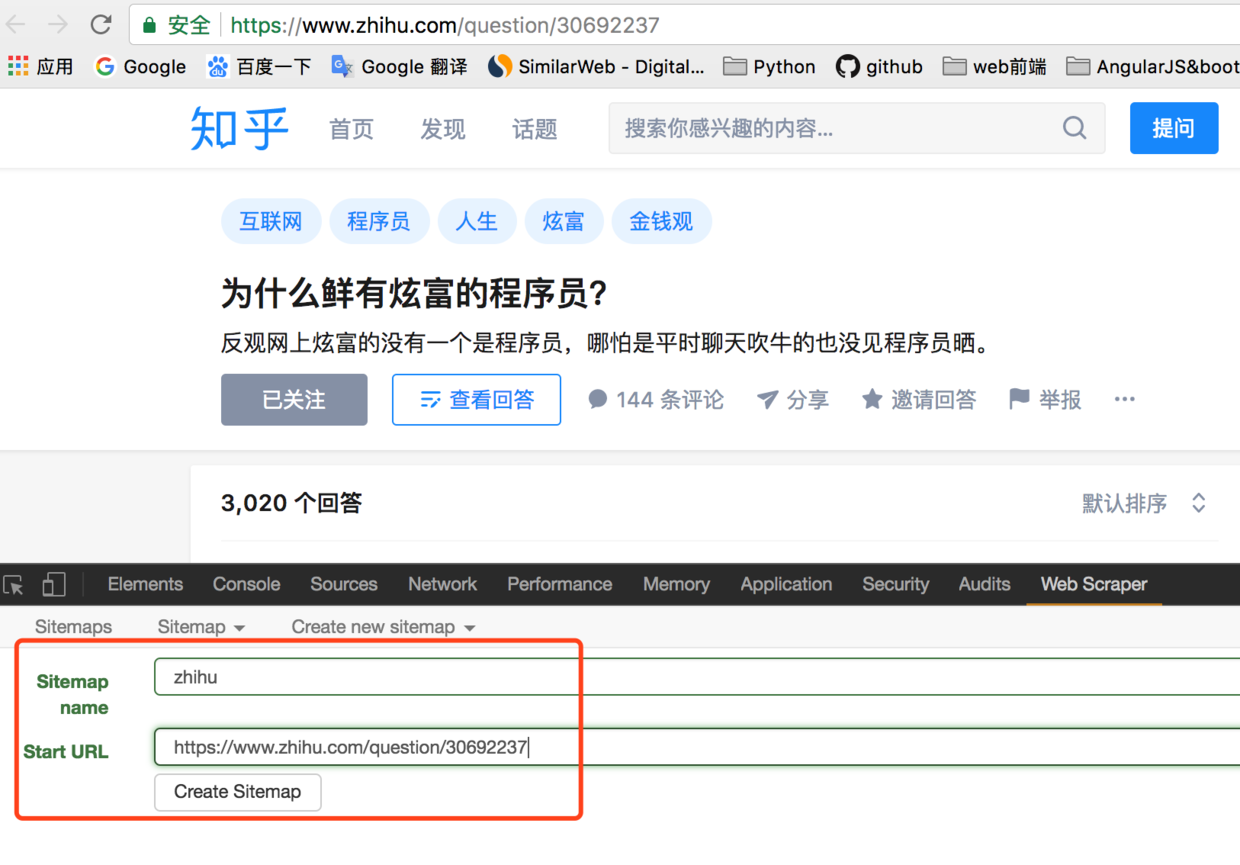 安全 https://www.zhihu.com/question/30692237
应用 Google 百度一下 Google 翻译 SimilarWeb - Digital... Python github web前端 AngularJS&boot
知乎 首页 发现 话题 搜索你感兴趣的内容... 提问
互联网 程序员 人生 炫富 金钱观
为什么鲜有炫富的程序员?
反观网上炫富的没有一个是程序员，哪怕是平时聊天吹牛的也没见程序员晒。
已关注 查看回答 144 条评论 分享 邀请回答 举报 ...
3,020 个回答 默认排序
Elements Console Sources Network Performance Memory Application Security Audits Web Scraper
Sitemaps Sitemap Create new sitemap
Sitemap name zhihu
Start URL https://www.zhihu.com/question/30692237
Create Sitemap